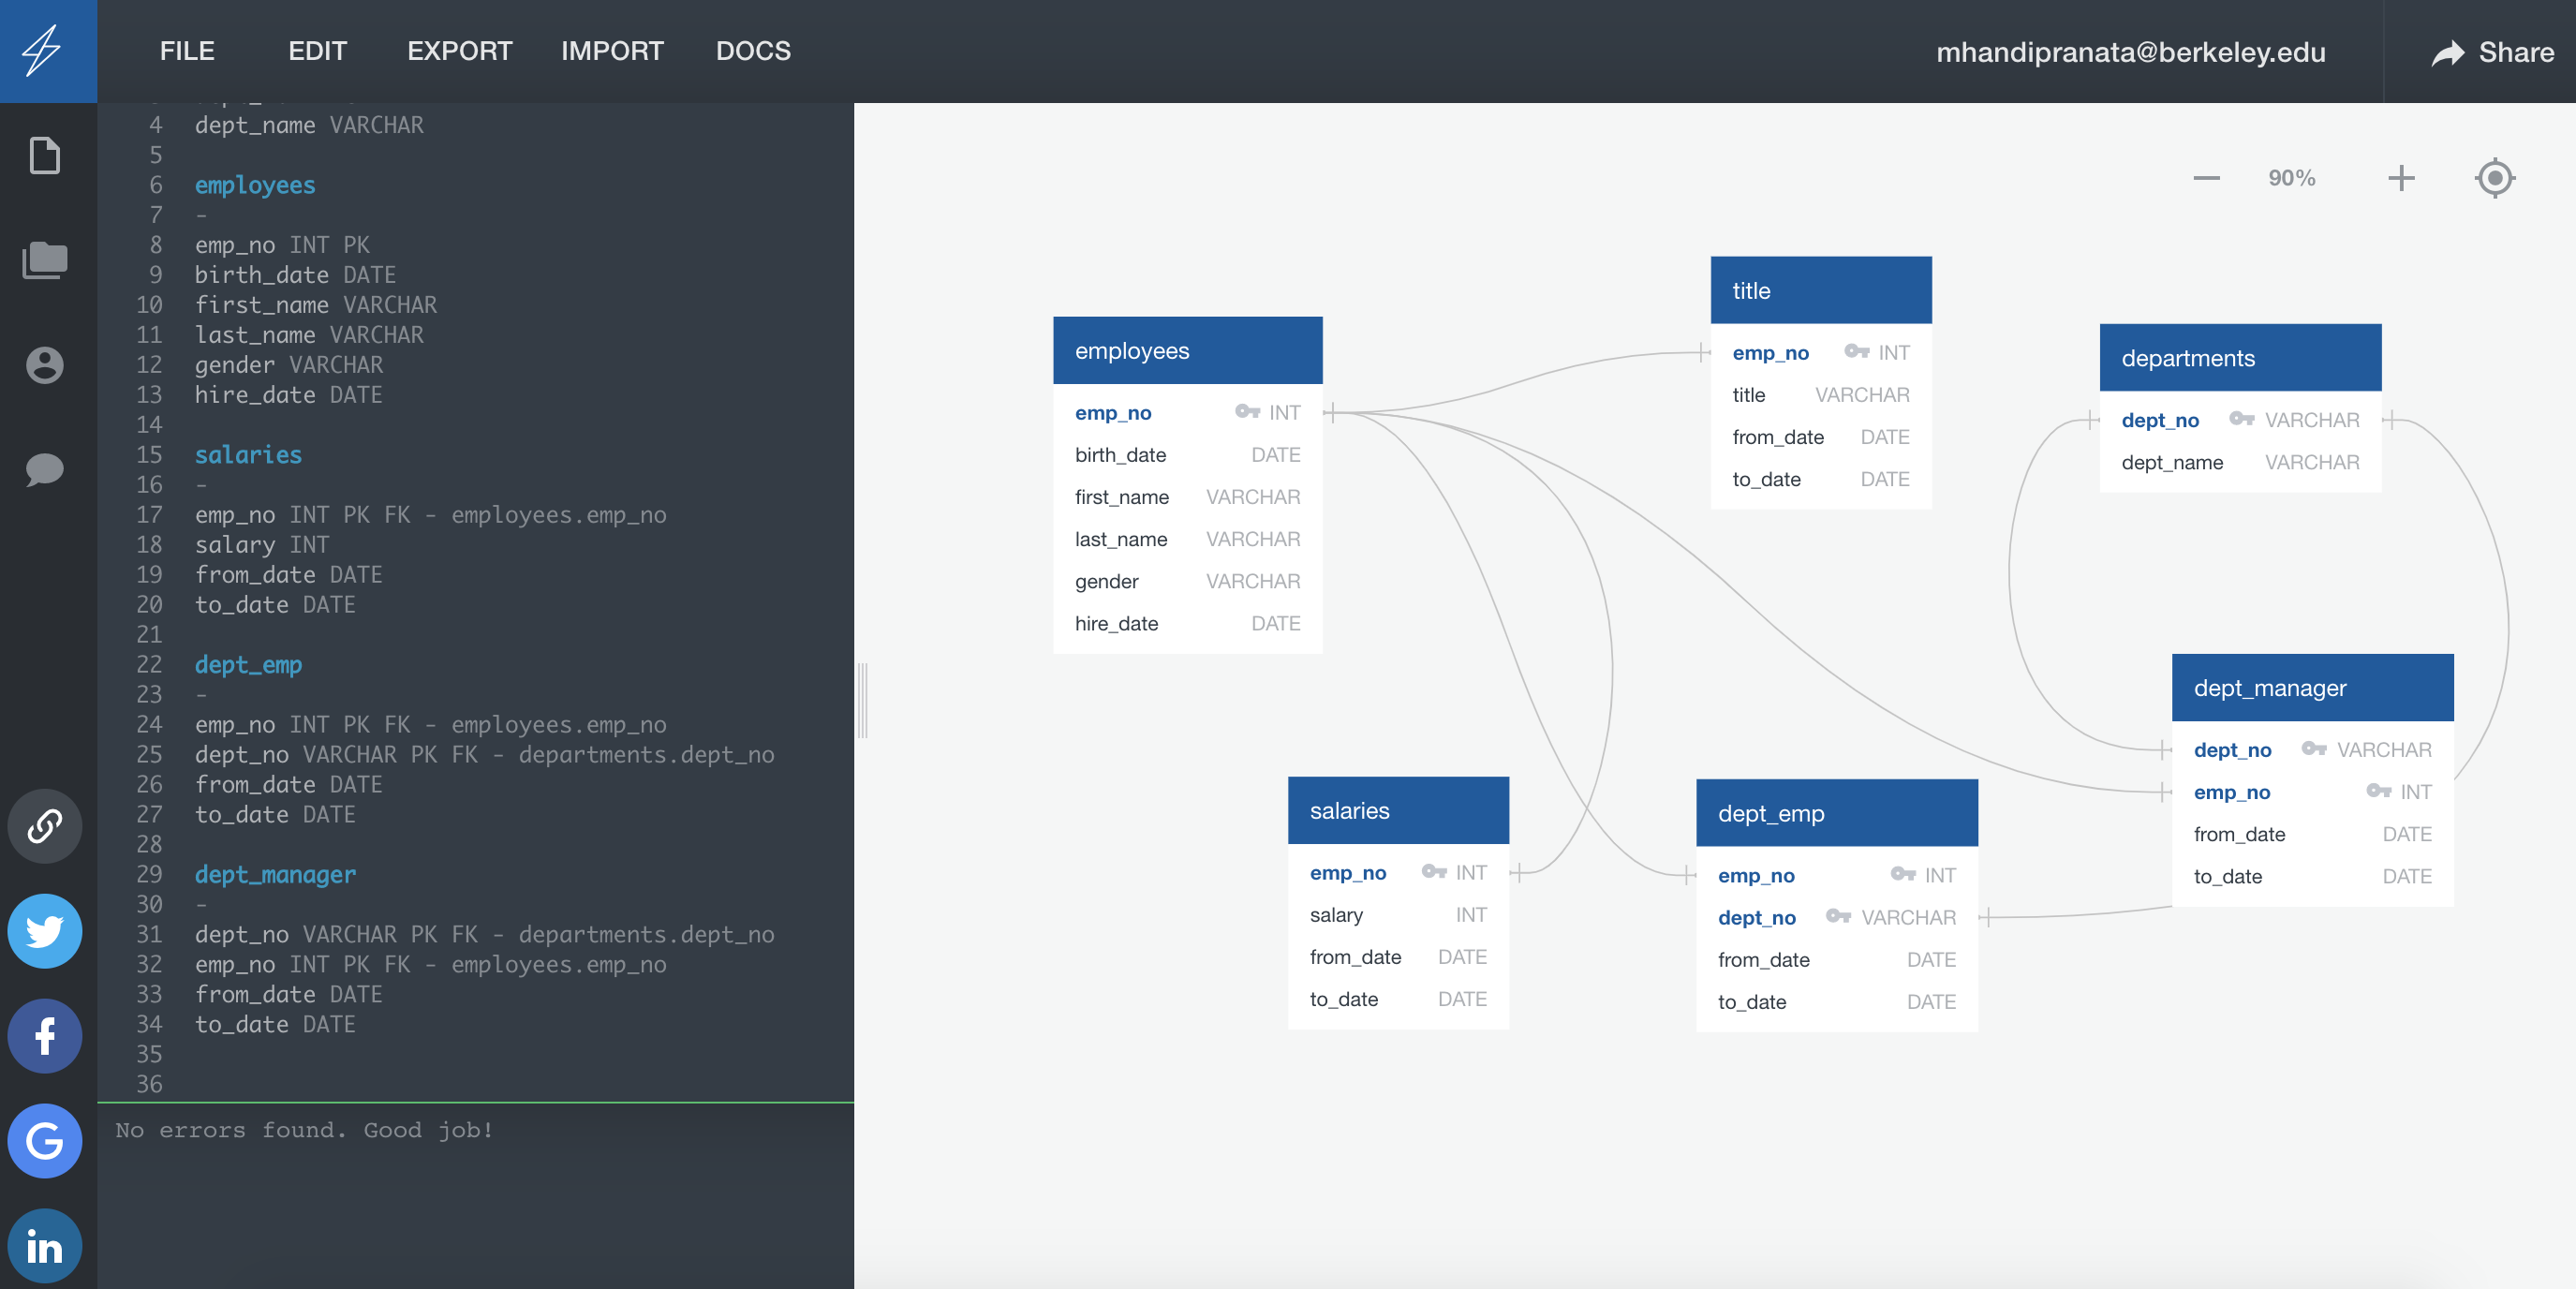 FILE EDIT EXPORT IMPORT DOCS mhandipranata@berkeley.edu Share
4 dept_name VARCHAR
5
6 employees
7 -
8 emp_no INT PK
9 birth_date DATE
10 first_name VARCHAR
11 last_name VARCHAR
12 gender VARCHAR
13 hire_date DATE
14
15 salaries
16 -
17 emp_no INT PK FK - employees.emp_no
18 salary INT
19 from_date DATE
20 to_date DATE
21
22 dept_emp
23 -
24 emp_no INT PK FK - employees.emp_no
25 dept_no VARCHAR PK FK - departments.dept_no
26 from_date DATE
27 to_date DATE
28
29 dept_manager
30 -
31 dept_no VARCHAR PK FK - departments.dept_no
32 emp_no INT PK FK - employees.emp_no
33 from_date DATE
34 to_date DATE
35
36
No errors found. Good job!
90%
employees
emp_no INT
birth_date DATE
first_name VARCHAR
last_name VARCHAR
gender VARCHAR
hire_date DATE
title
emp_no INT
title VARCHAR
from_date DATE
to_date DATE
departments
dept_no VARCHAR
dept_name VARCHAR
salaries
emp_no INT
salary INT
from_date DATE
to_date DATE
dept_emp
emp_no INT
dept_no VARCHAR
from_date DATE
to_date DATE
dept_manager
dept_no VARCHAR
emp_no INT
from_date DATE
to_date DATE